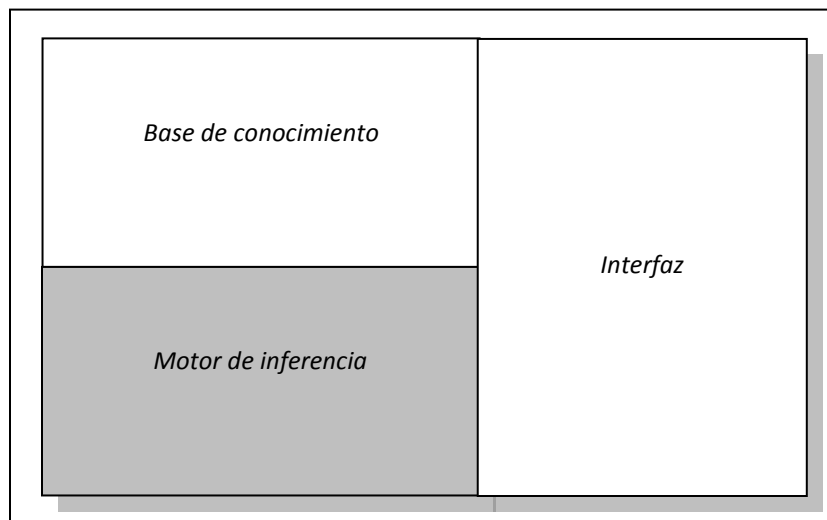 Base de conocimiento
Interfaz
Motor de inferencia